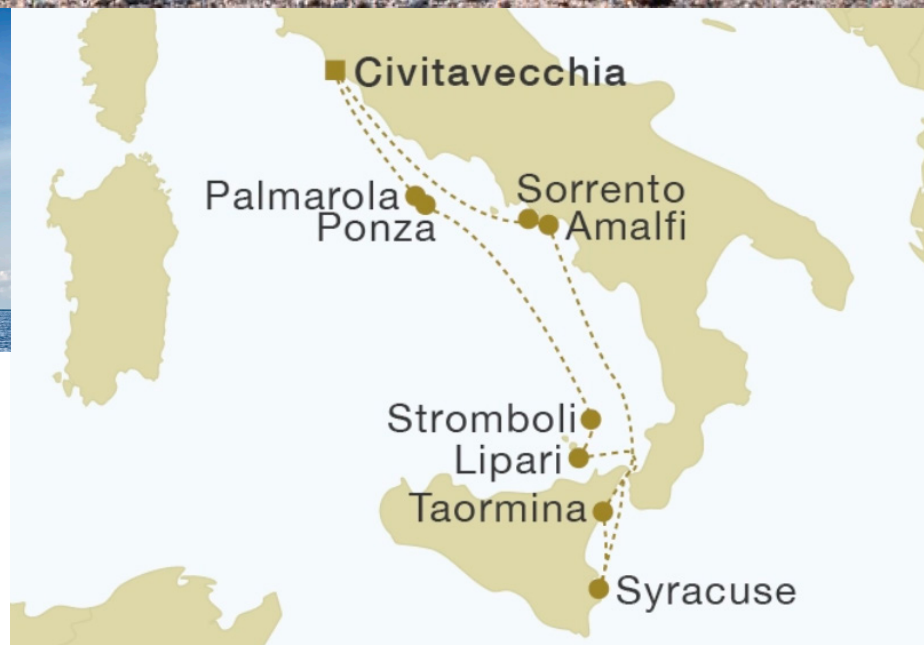 Civitavecchia
Palmarola
Ponza
Sorrento
Amalfi
Stromboli
Lipari
Taormina
Syracuse